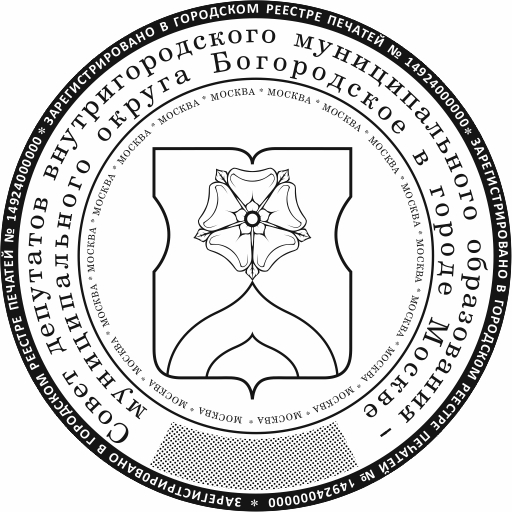 ЗАРЕГИСТРИРОВАНО В ГОРОДСКОМ РЕЕСТРЕ ПЕЧАТЕЙ № 14924000000 * ЗАРЕГИСТРИРОВАНО В ГОРОДСКОМ РЕЕСТРЕ ПЕЧАТЕЙ № 14924000000 * ЗАРЕГИСТРИРОВАНО В ГОРОДСКОМ РЕЕСТРЕ ПЕЧАТЕЙ № 14924000000 *
Совет депутатов внутригородского муниципального образования –
муниципального округа Богородское в городе Москве
МОСКВА * МОСКВА * МОСКВА * МОСКВА * МОСКВА * МОСКВА * МОСКВА * МОСКВА * МОСКВА * МОСКВА * МОСКВА * МОСКВА * МОСКВА * МОСКВА * МОСКВА * МОСКВА * МОСКВА * МОСКВА * МОСКВА * МОСКВА *